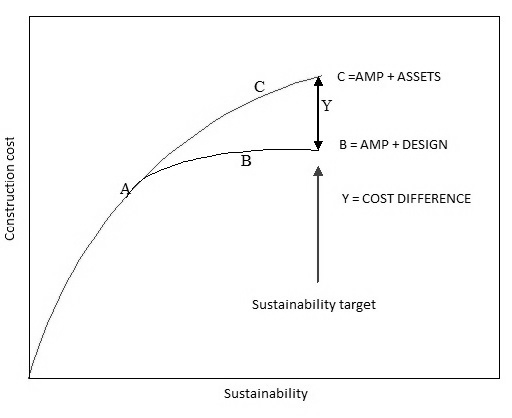 C
C =AMP + ASSETS
Y
B = AMP + DESIGN
B
A
Y = COST DIFFERENCE
Construction cost
Sustainability target
Sustainability